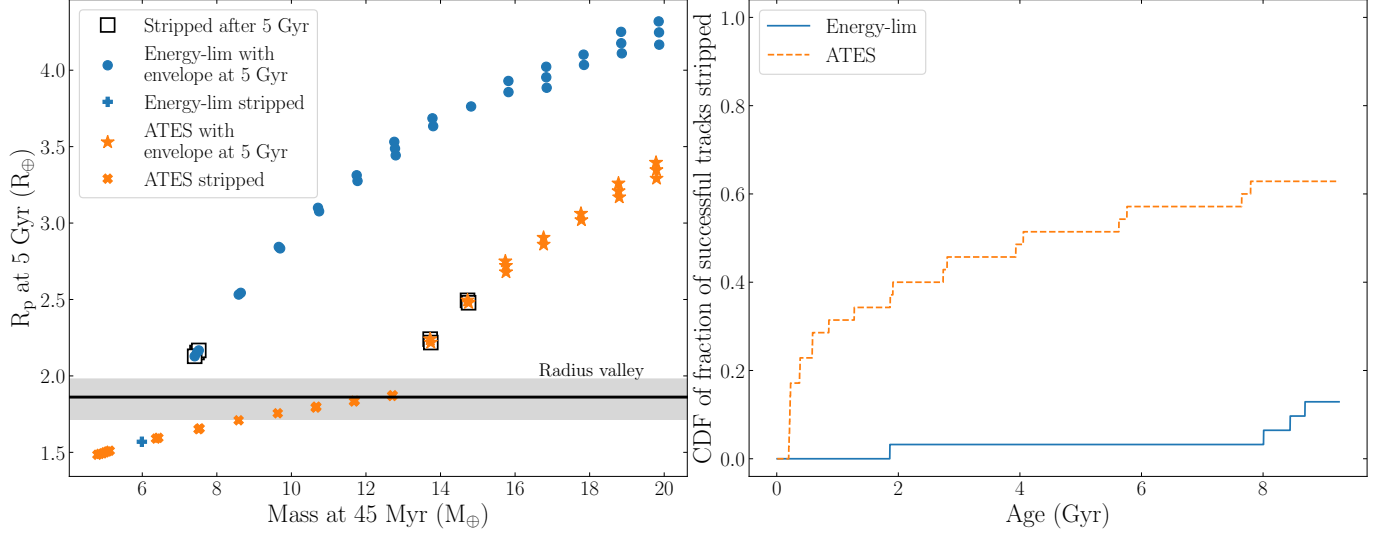 Stripped after 5 Gyr
Energy-lim with
envelope at 5 Gyr
Energy-lim stripped
ATES with
envelope at 5 Gyr
ATES stripped
Radius valley
R_p at 5 Gyr (R_⊕)
4.0
3.5
3.0
2.5
2.0
1.5
6 8 10 12 14 16 18 20
Mass at 45 Myr (M_⊕)
Energy-lim
ATES
CDF of fraction of successful tracks stripped
1.0
0.8
0.6
0.4
0.2
0.0
0 2 4 6 8
Age (Gyr)